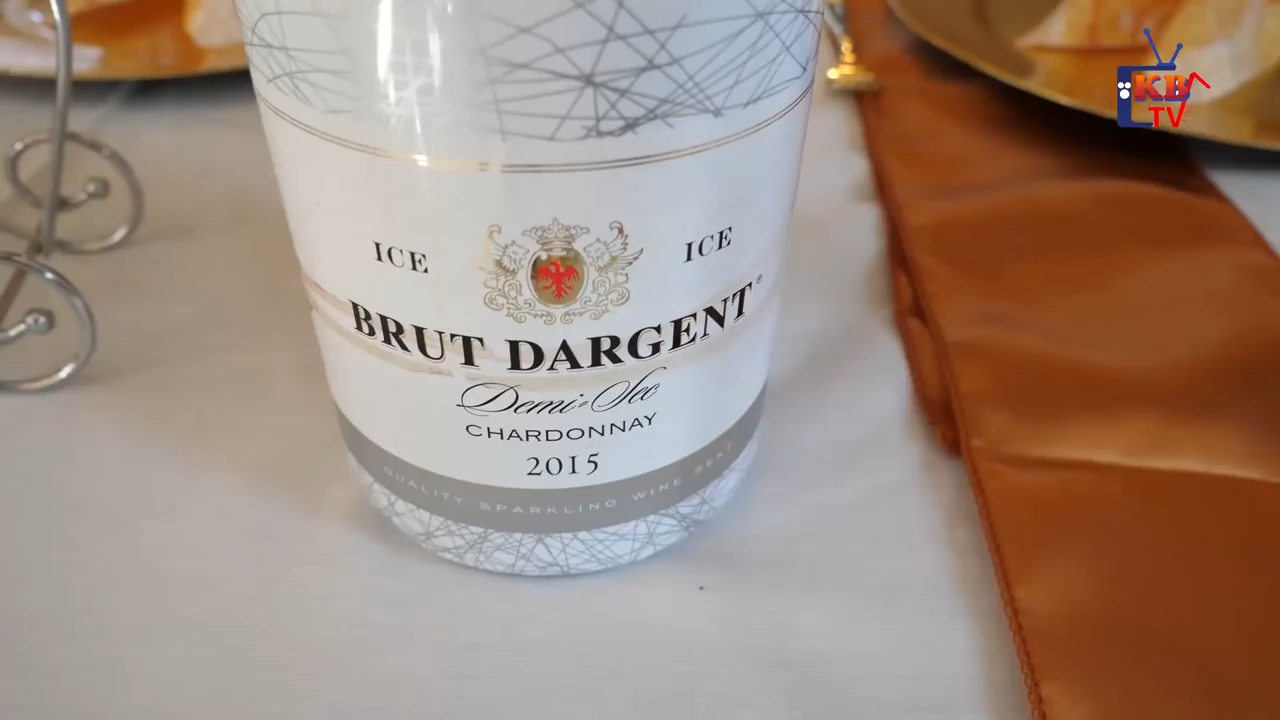 KB
TV
ICE ICE
BRUT DARGENT®
Demi-Sec
CHARDONNAY
2015
QUALITY SPARKLING WINE SEKT